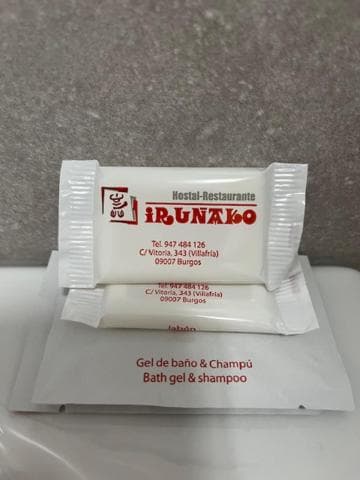 Hostal-Restaurante
iRUNAKO
Tel. 947 484 126
C/ Vitoria, 343 (Villafría)
09007 Burgos
Tel. 947 484 126
C/ Vitoria, 343 (Villafría)
09007 Burgos
Jabón
Gel de baño & Champú
Bath gel & shampoo